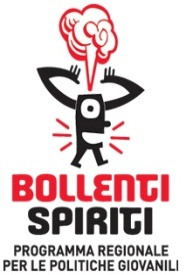 BOLLENTI
SPIRITI
PROGRAMMA REGIONALE
PER LE POLITICHE GIOVANILI